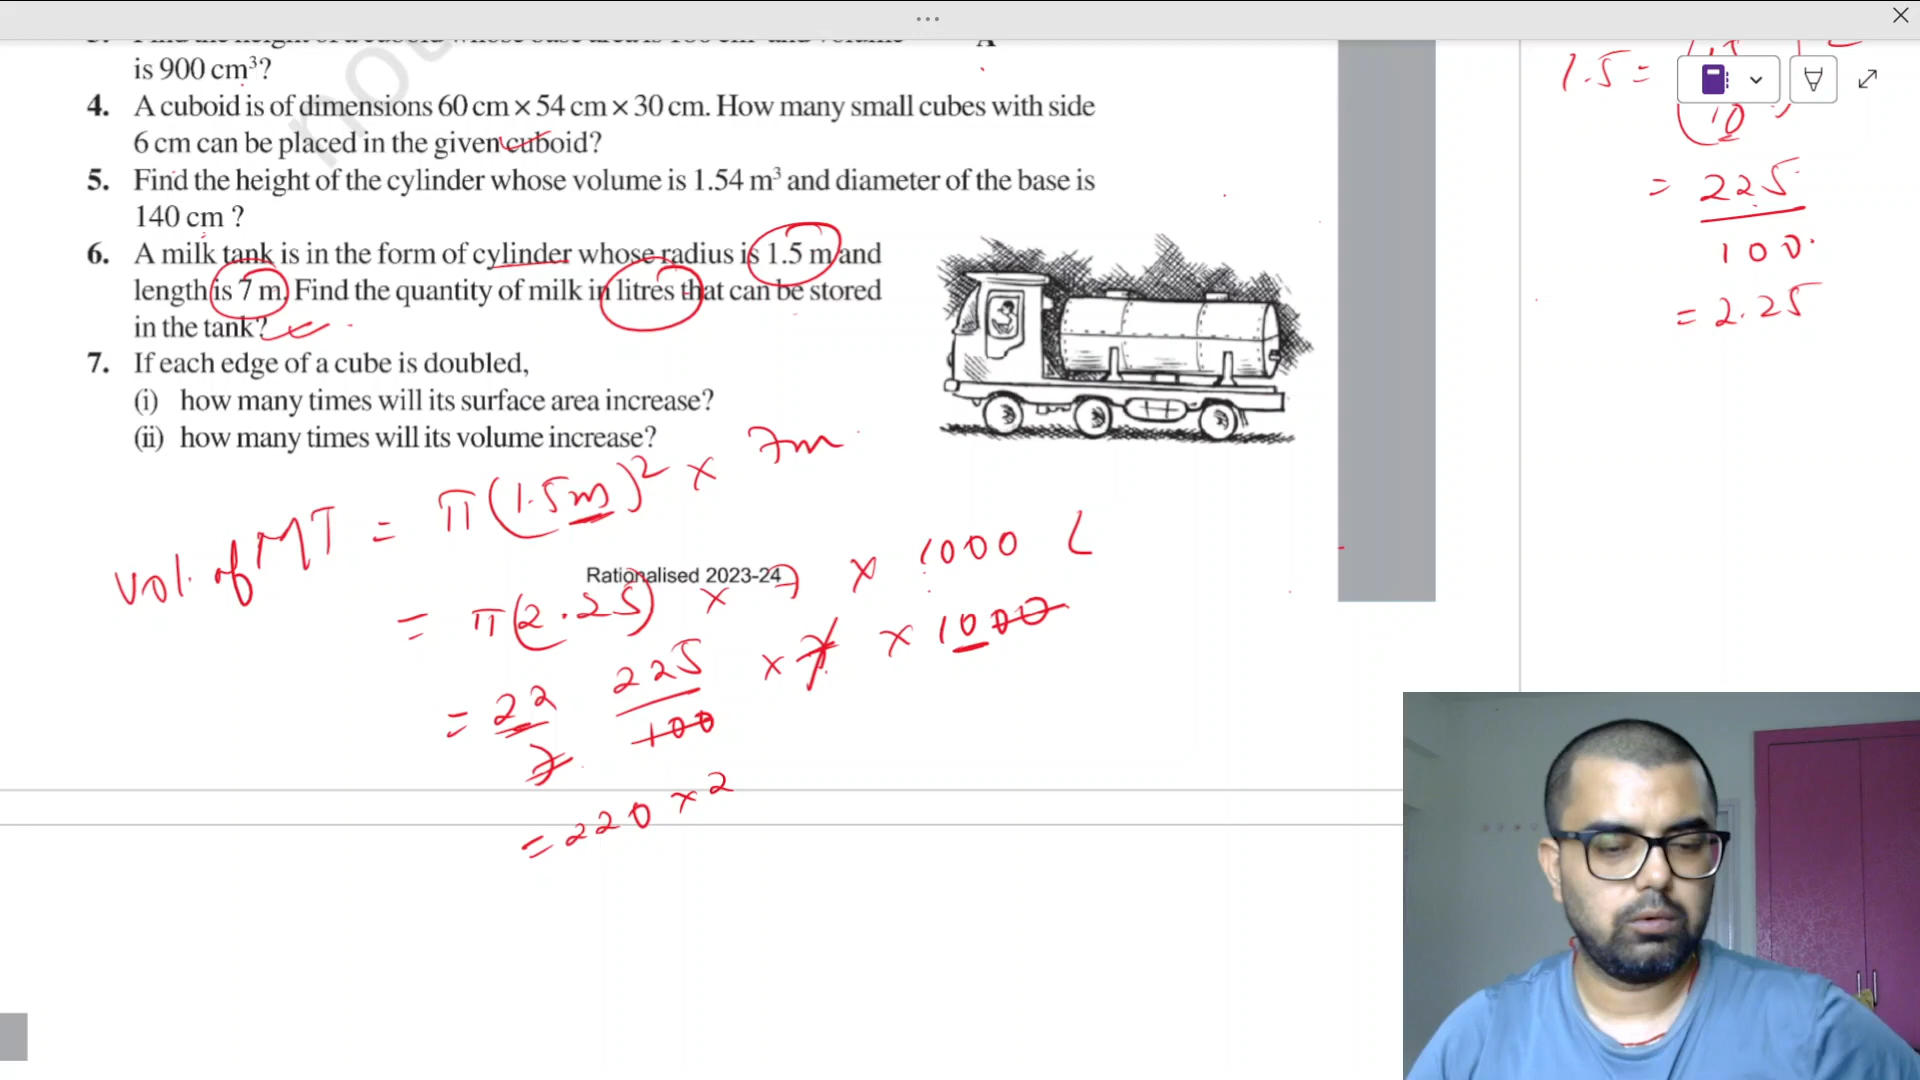 is 900 cm³?
4. A cuboid is of dimensions 60 cm × 54 cm × 30 cm. How many small cubes with side
6 cm can be placed in the given cuboid?
5. Find the height of the cylinder whose volume is 1.54 m³ and diameter of the base is
140 cm ?
6. A milk tank is in the form of cylinder whose radius is 1.5 m and
length is 7 m. Find the quantity of milk in litres that can be stored
in the tank?
7. If each edge of a cube is doubled,
(i) how many times will its surface area increase?
(ii) how many times will its volume increase?
Vol. of MT = π(1.5m)² × 7m
Rationalised 2023-24
= π(2.25) × 7 × 1000 L
= 22/7 225/100 × 7 × 1000
= 220 × 2
1.5 =
10
= 225/100
= 2.25